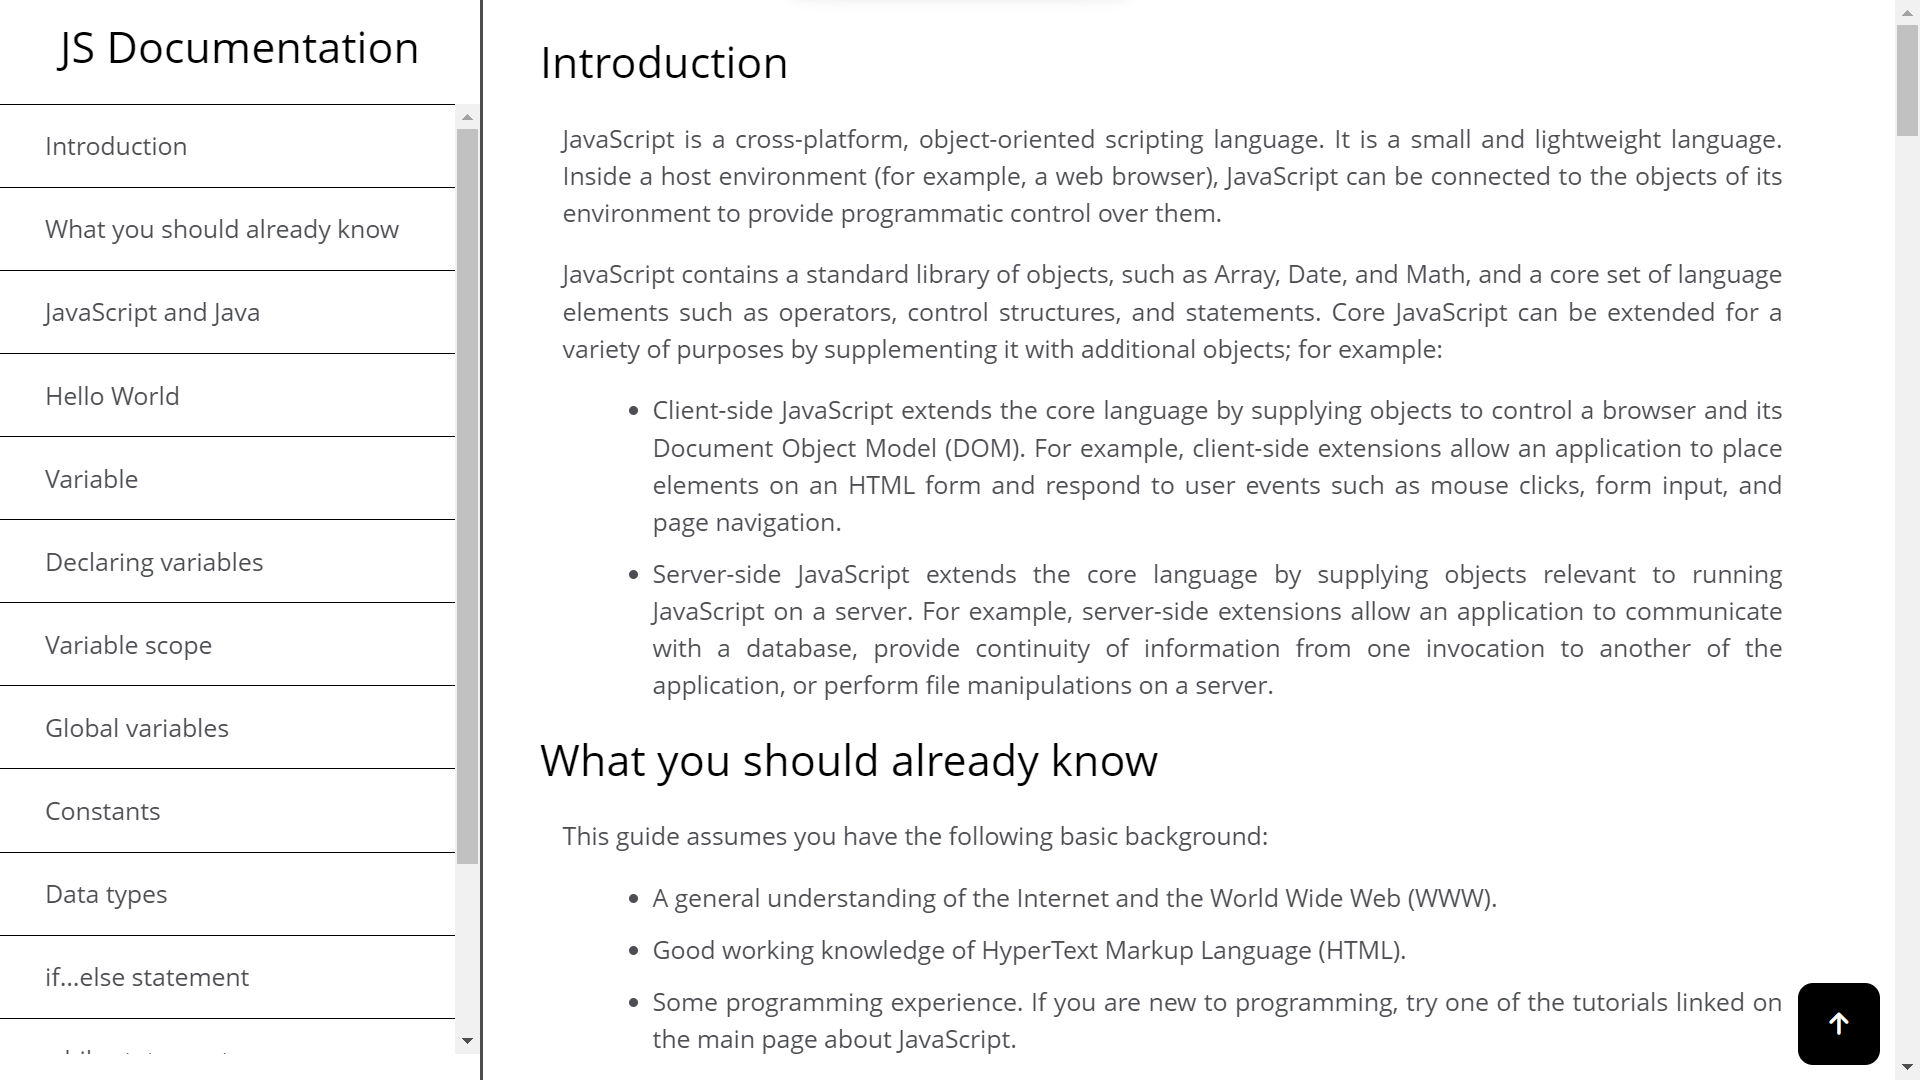 JS Documentation
Introduction
What you should already know
JavaScript and Java
Hello World
Variable
Declaring variables
Variable scope
Global variables
Constants
Data types
if...else statement
Introduction
JavaScript is a cross-platform, object-oriented scripting language. It is a small and lightweight language.
Inside a host environment (for example, a web browser), JavaScript can be connected to the objects of its
environment to provide programmatic control over them.
JavaScript contains a standard library of objects, such as Array, Date, and Math, and a core set of language
elements such as operators, control structures, and statements. Core JavaScript can be extended for a
variety of purposes by supplementing it with additional objects; for example:
Client-side JavaScript extends the core language by supplying objects to control a browser and its
Document Object Model (DOM). For example, client-side extensions allow an application to place
elements on an HTML form and respond to user events such as mouse clicks, form input, and
page navigation.
Server-side JavaScript extends the core language by supplying objects relevant to running
JavaScript on a server. For example, server-side extensions allow an application to communicate
with a database, provide continuity of information from one invocation to another of the
application, or perform file manipulations on a server.
What you should already know
This guide assumes you have the following basic background:
A general understanding of the Internet and the World Wide Web (WWW).
Good working knowledge of HyperText Markup Language (HTML).
Some programming experience. If you are new to programming, try one of the tutorials linked on
the main page about JavaScript.